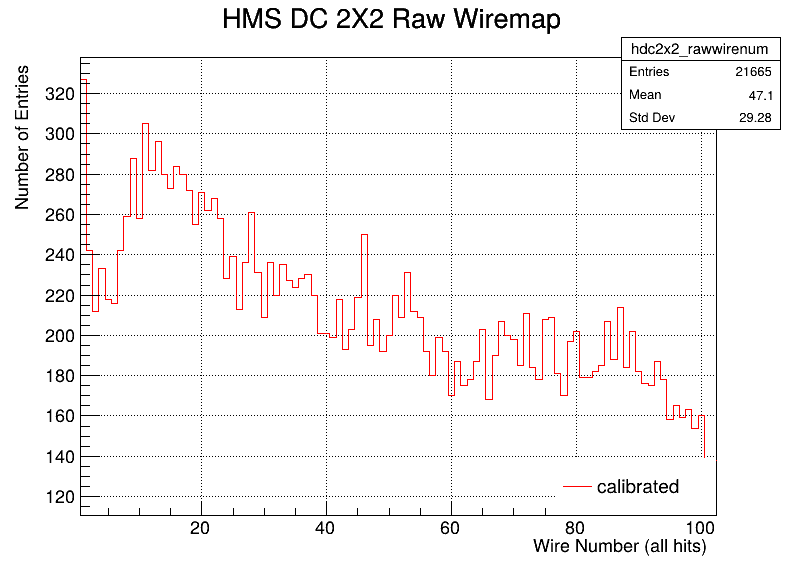 HMS DC 2X2 Raw Wiremap
hdc2x2_rawwirenum
Entries 21665
Mean 47.1
Std Dev 29.28
Number of Entries
320
300
280
260
240
220
200
180
160
140
120
calibrated
20 40 60 80 100
Wire Number (all hits)